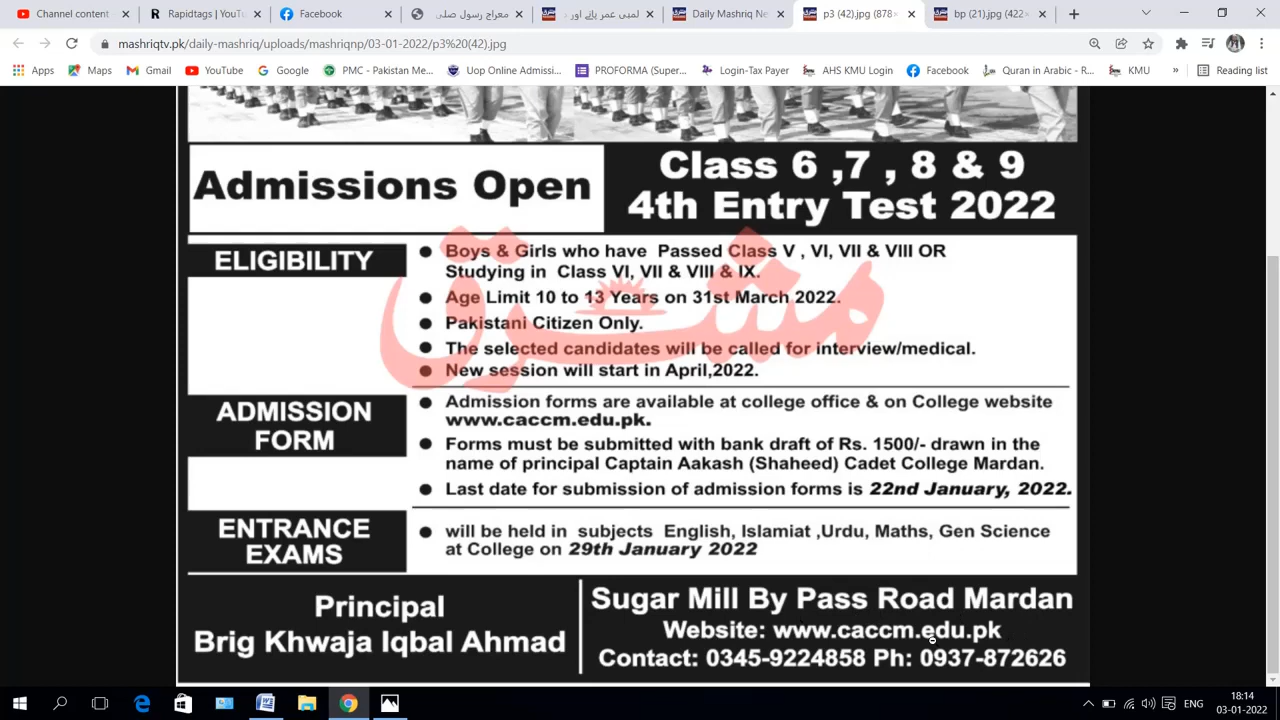 Channel content
Rapidtags | YouTu
Facebook
معراج رسول صلی
لمبی عمر پانے اور
Daily Mashriq Ne
p3 (42).jpg (878×
bp (21).jpg (422×
mashriqtv.pk/daily-mashriq/uploads/mashriqnp/03-01-2022/p3%20(42).jpg
Apps Maps Gmail YouTube Google PMC - Pakistan Me... Uop Online Admissi... PROFORMA (Super... Login-Tax Payer AHS KMU Login Facebook Quran in Arabic - R... KMU » Reading list
Admissions Open
Class 6 ,7 , 8 & 9
4th Entry Test 2022
مشرق
ELIGIBILITY
Boys & Girls who have Passed Class V , VI, VII & VIII OR
Studying in Class VI, VII & VIII & IX.
Age Limit 10 to 13 Years on 31st March 2022.
Pakistani Citizen Only.
The selected candidates will be called for interview/medical.
New session will start in April,2022.
ADMISSION
FORM
Admission forms are available at college office & on College website
www.caccm.edu.pk.
Forms must be submitted with bank draft of Rs. 1500/- drawn in the
name of principal Captain Aakash (Shaheed) Cadet College Mardan.
Last date for submission of admission forms is 22nd January, 2022.
ENTRANCE
EXAMS
will be held in subjects English, Islamiat ,Urdu, Maths, Gen Science
at College on 29th January 2022
Principal
Brig Khwaja Iqbal Ahmad
Sugar Mill By Pass Road Mardan
Website: www.caccm.edu.pk
Contact: 0345-9224858 Ph: 0937-872626
ENG
18:14
03-01-2022